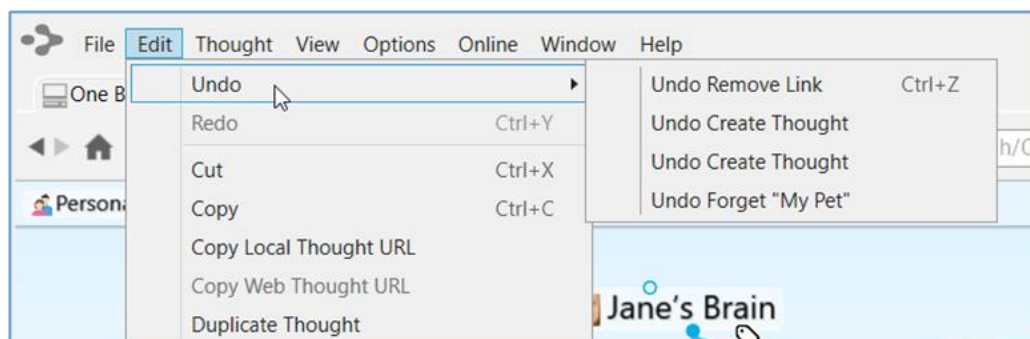 File Edit Thought View Options Online Window Help
One B
Undo
Undo Remove Link Ctrl+Z
Redo Ctrl+Y
Undo Create Thought
h/C
Cut Ctrl+X
Undo Create Thought
Persona
Copy Ctrl+C
Undo Forget "My Pet"
Copy Local Thought URL
Copy Web Thought URL
Jane's Brain
Duplicate Thought